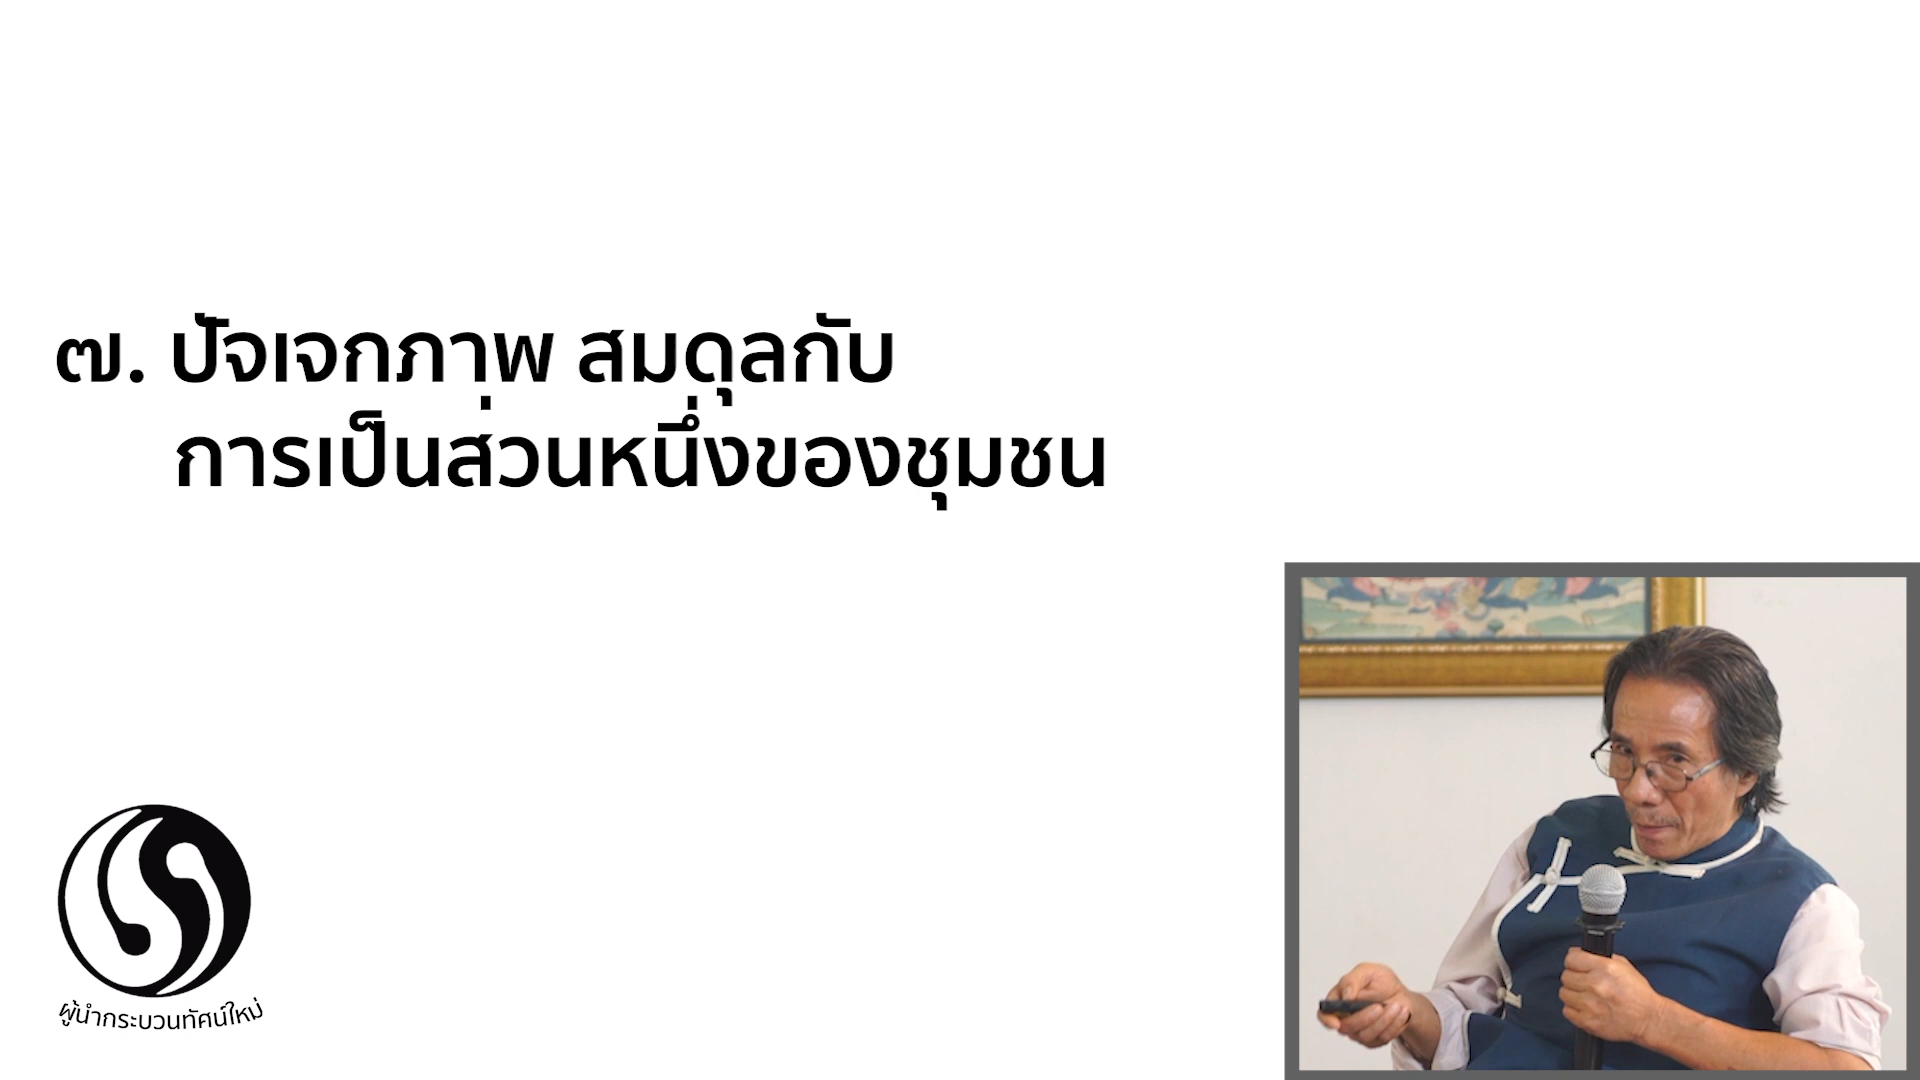 ๗. ปัจเจกภาพ สมดุลกับ
การเป็นส่วนหนึ่งของชุมชน
ผู้นำกระบวนทัศน์ใหม่